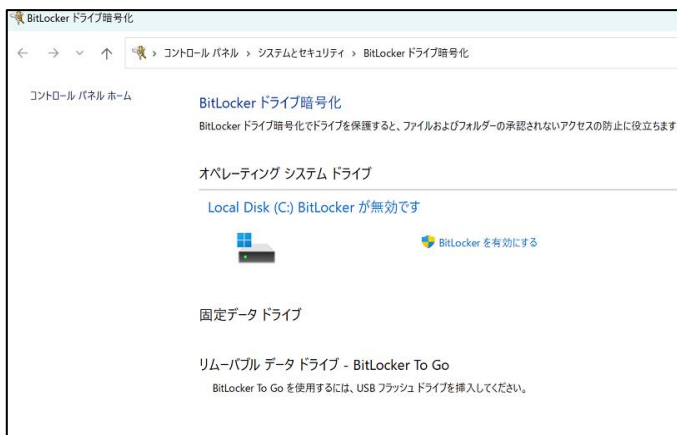 BitLocker ドライブ暗号化
コントロール パネル › システムとセキュリティ › BitLocker ドライブ暗号化
コントロール パネル ホーム
BitLocker ドライブ暗号化
BitLocker ドライブ暗号化でドライブを保護すると、ファイルおよびフォルダーの承認されないアクセスの防止に役立ちます
オペレーティング システム ドライブ
Local Disk (C:) BitLocker が無効です
BitLocker を有効にする
固定データ ドライブ
リムーバブル データ ドライブ - BitLocker To Go
BitLocker To Go を使用するには、USB フラッシュ ドライブを挿入してください。